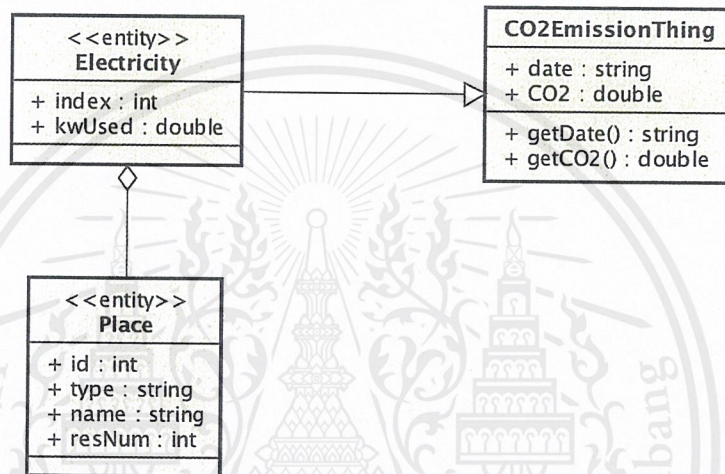 <<entity>>
Electricity
+ index : int
+ kwUsed : double
CO2EmissionThing
+ date : string
+ CO2 : double
+ getDate() : string
+ getCO2() : double
<<entity>>
Place
+ id : int
+ type : string
+ name : string
+ resNum : int
bang